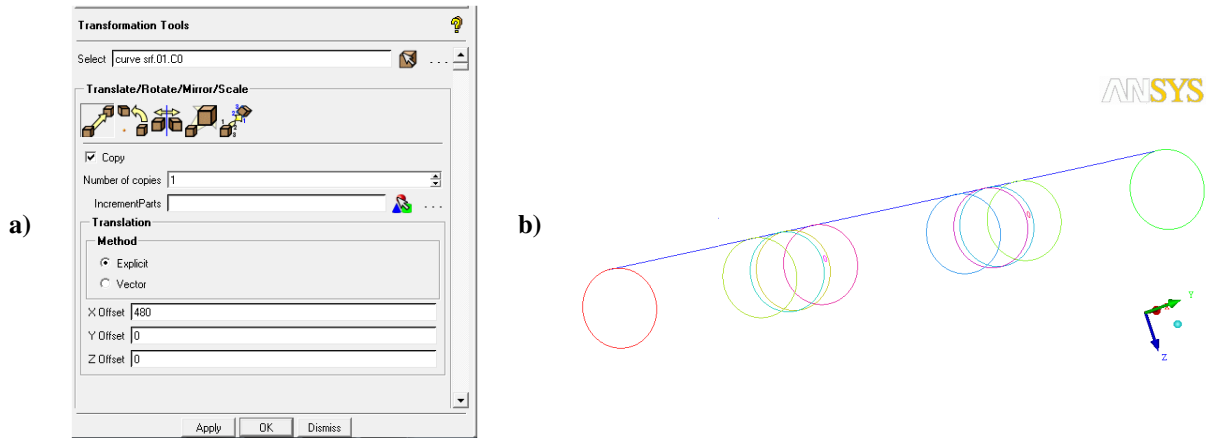 a)
Transformation Tools
Select curve srf.01.C0 ...
Translate/Rotate/Mirror/Scale
Copy
Number of copies 1
IncrementParts ...
Translation
Method
Explicit
Vector
X Offset 480
Y Offset 0
Z Offset 0
Apply OK Dismiss
b)
ANSYS
Y
Z